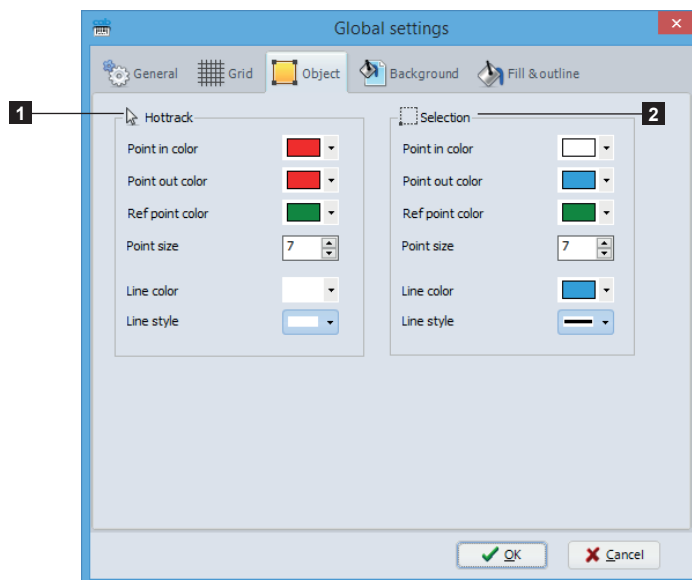 Global settings
General Grid Object Background Fill & outline
1
Hottrack
Point in color
Point out color
Ref point color
Point size 7
Line color
Line style
2
Selection
Point in color
Point out color
Ref point color
Point size 7
Line color
Line style
OK Cancel